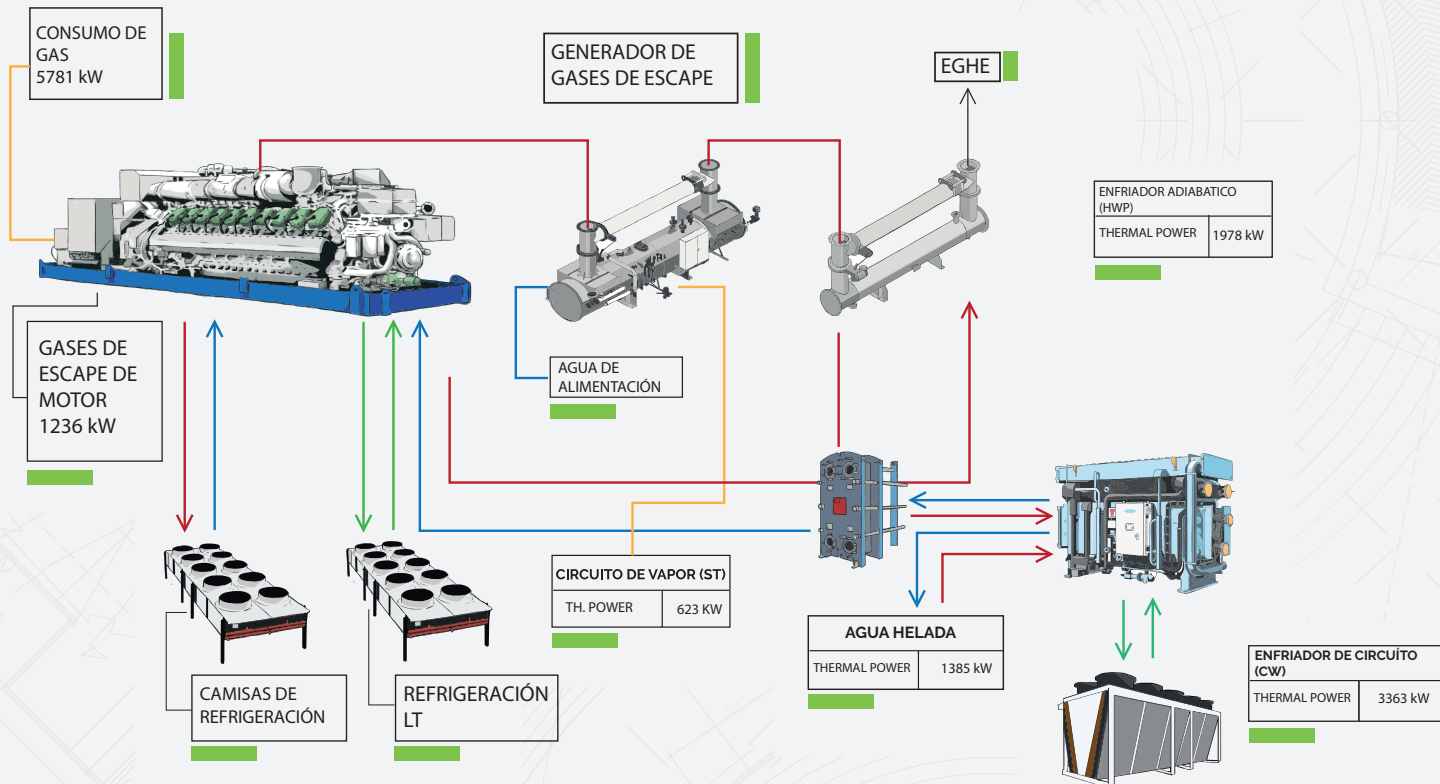 CONSUMO DE
GAS
5781 kW
GENERADOR DE
GASES DE ESCAPE
EGHE
ENFRIADOR ADIABATICO
(HWP)
THERMAL POWER 1978 kW
GASES DE
ESCAPE DE
MOTOR
1236 kW
AGUA DE
ALIMENTACIÓN
CIRCUITO DE VAPOR (ST)
TH. POWER 623 KW
AGUA HELADA
THERMAL POWER 1385 kW
ENFRIADOR DE CIRCUÍTO
(CW)
THERMAL POWER 3363 kW
CAMISAS DE
REFRIGERACIÓN
REFRIGERACIÓN
LT